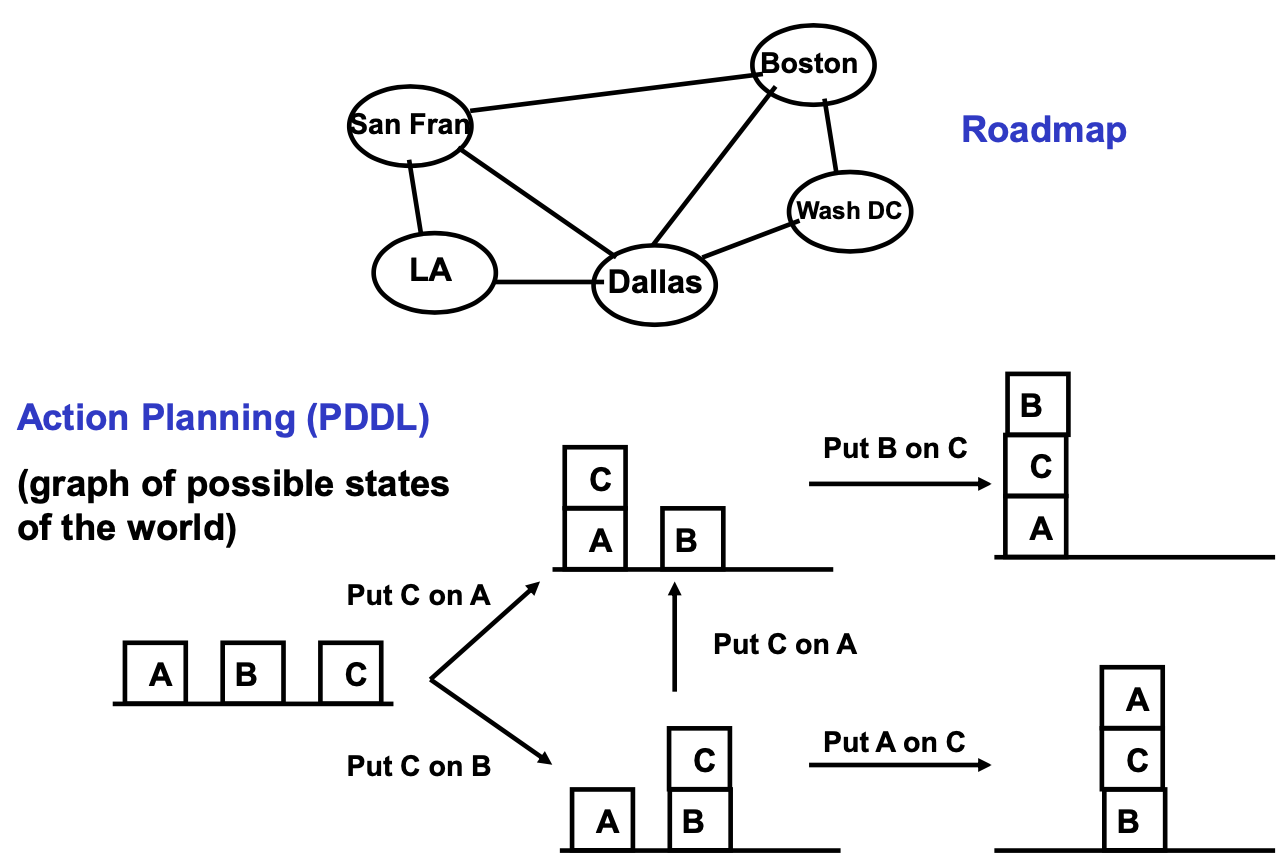 Boston
San Fran
Roadmap
Wash DC
LA
Dallas
Action Planning (PDDL)
(graph of possible states
of the world)
B
C
A
Put B on C
C
A
B
Put C on A
Put C on A
A
B
C
Put C on B
C
A
B
Put A on C
A
C
B